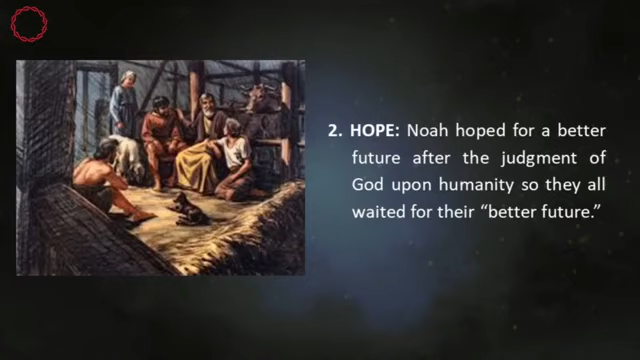 2. HOPE: Noah hoped for a better
future after the judgment of
God upon humanity so they all
waited for their “better future.”